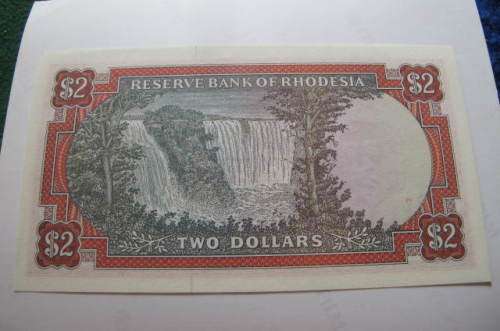 $2 RESERVE BANK OF RHODESIA $2
$2 TWO DOLLARS $2